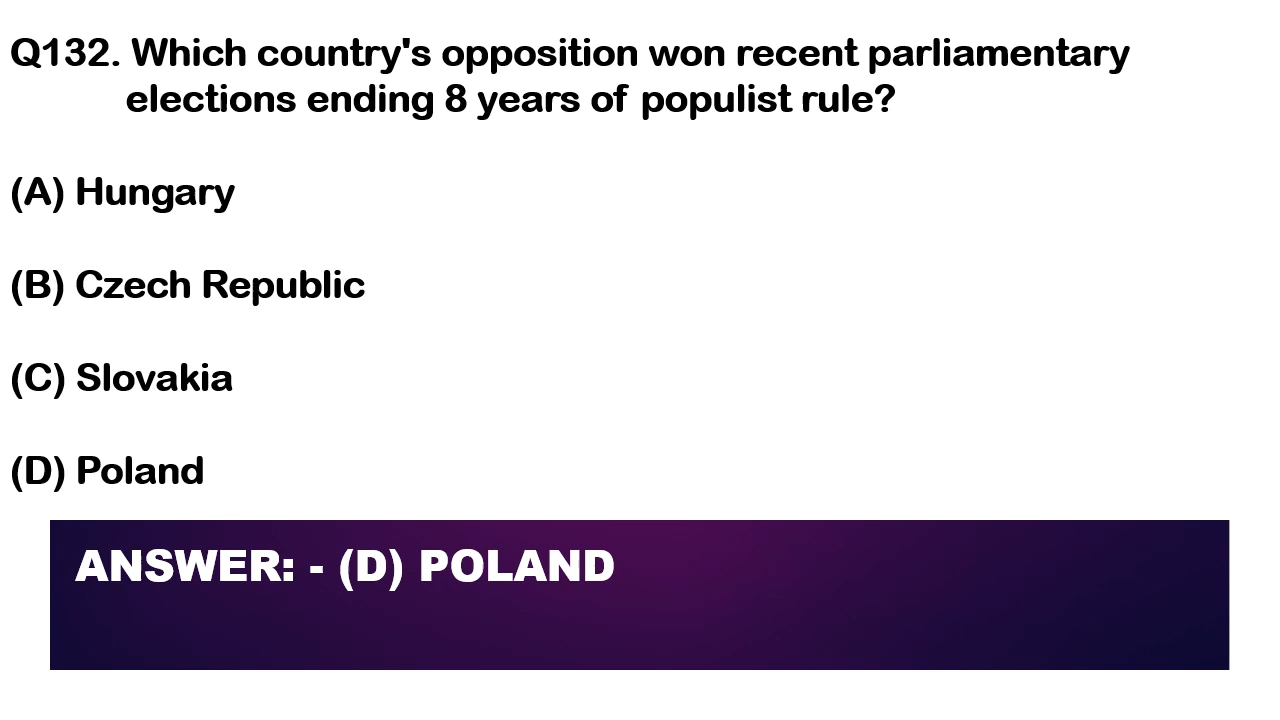 Q132. Which country's opposition won recent parliamentary
elections ending 8 years of populist rule?
(A) Hungary
(B) Czech Republic
(C) Slovakia
(D) Poland
ANSWER: - (D) POLAND